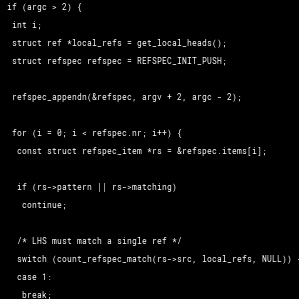 if (argc > 2) {
int i;
struct ref *local_refs = get_local_heads();
struct refspec refspec = REFSPEC_INIT_PUSH;
refspec_appendn(&refspec, argv + 2, argc - 2);
for (i = 0; i < refspec.nr; i++) {
const struct refspec_item *rs = &refspec.items[i];
if (rs->pattern || rs->matching)
continue;
/* LHS must match a single ref */
switch (count_refspec_match(rs->src, local_refs, NULL))
case 1:
break;